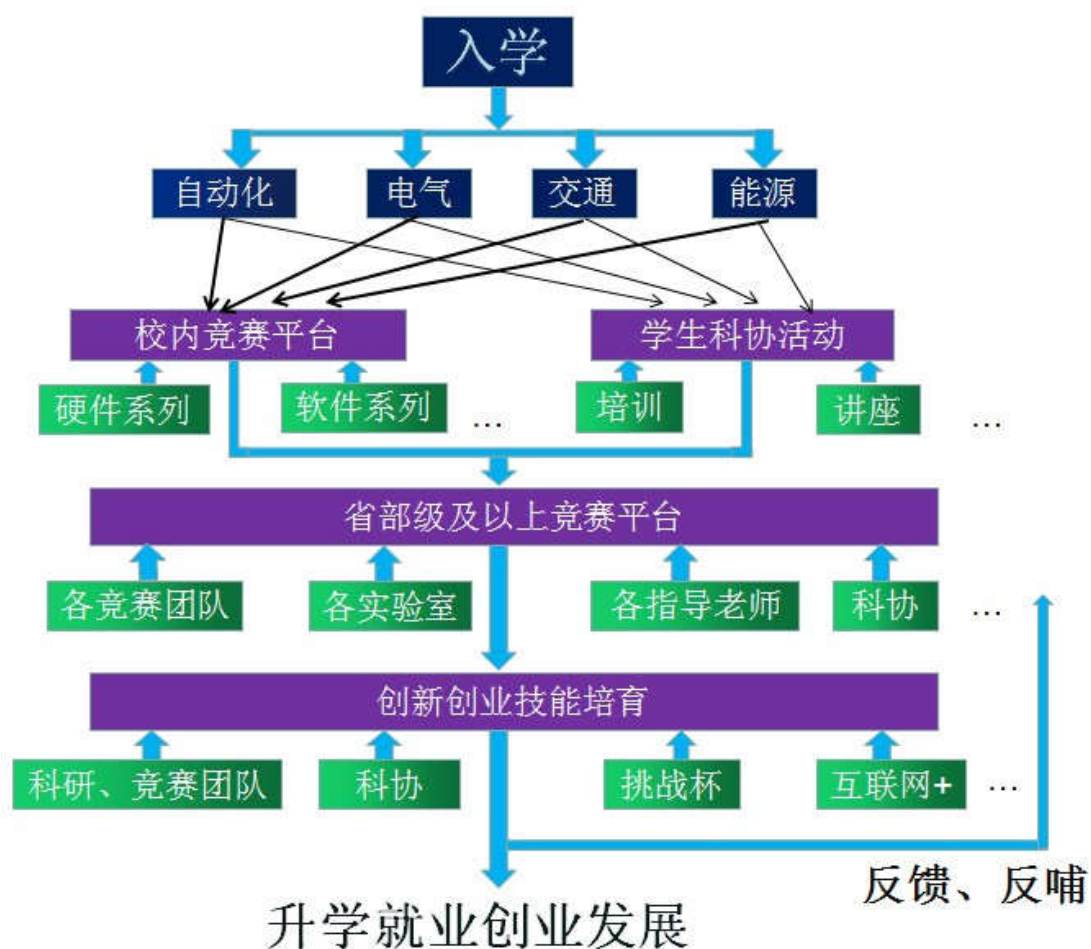 入学
自动化 电气 交通 能源
校内竞赛平台 学生科协活动
硬件系列 软件系列 … 培训 讲座 …
省部级及以上竞赛平台
各竞赛团队 各实验室 各指导老师 科协 …
创新创业技能培育
科研、竞赛团队 科协 挑战杯 互联网+ …
反馈、反哺
升学就业创业发展